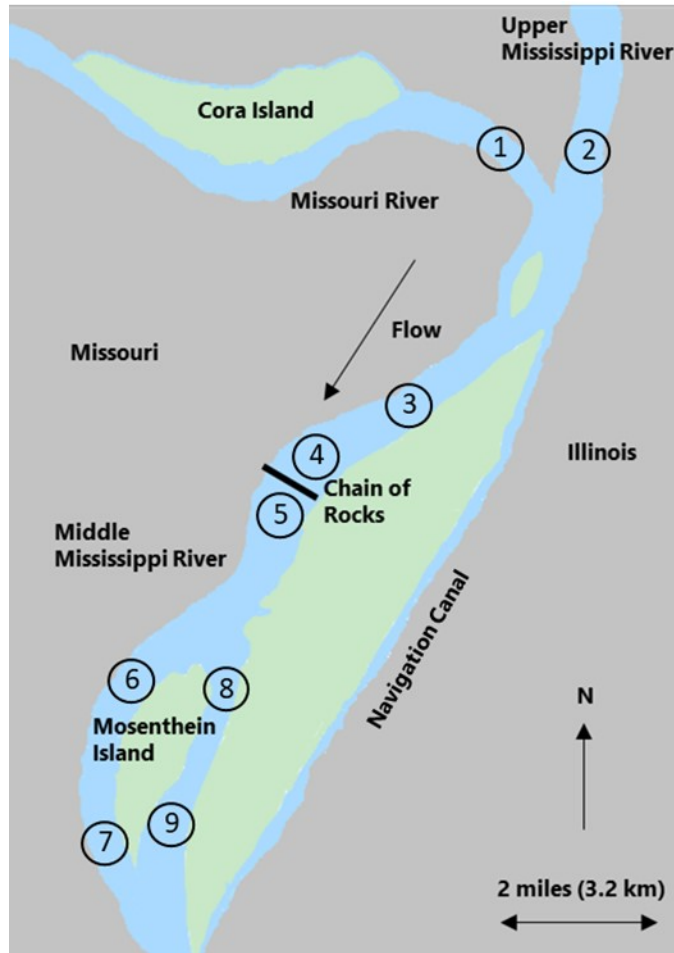 Upper
Mississippi River
Cora Island
1
2
Missouri River
Flow
Missouri
3
Illinois
4
Chain of
Rocks
5
Middle
Mississippi River
Navigation Canal
6
8
N
Mosenthein
Island
9
7
2 miles (3.2 km)